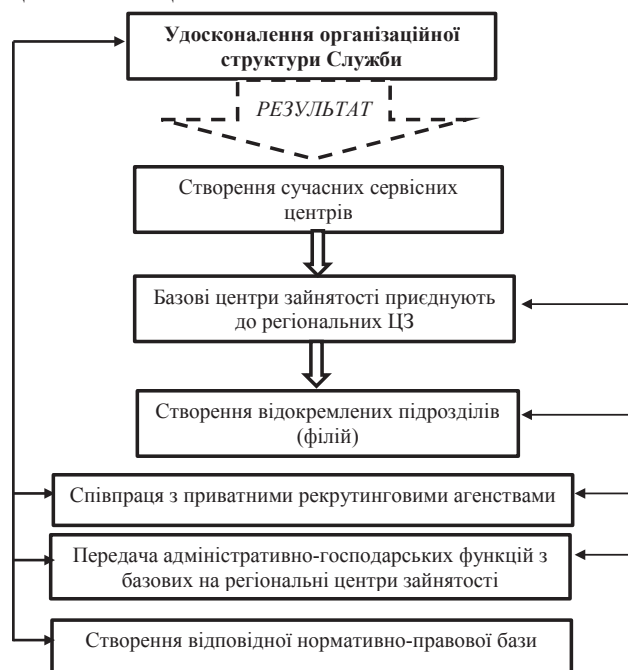 Удосконалення організаційної
структури Служби
РЕЗУЛЬТАТ
Створення сучасних сервісних
центрів
Базові центри зайнятості приєднують
до регіональних ЦЗ
Створення відокремлених підрозділів
(філій)
Співпраця з приватними рекрутинговими агенствами
Передача адміністративно-господарських функцій з
базових на регіональні центри зайнятості
Створення відповідної нормативно-правової бази